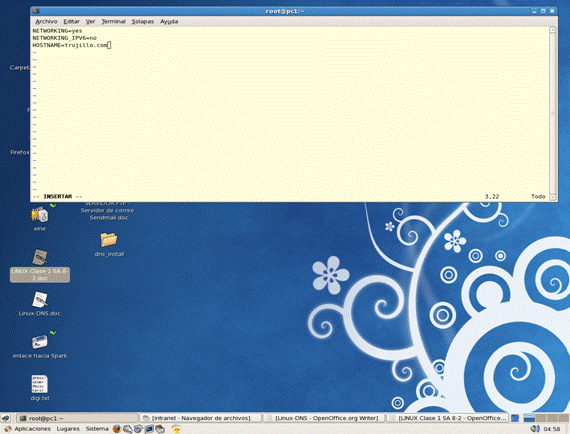 root@pc1:~
Archivo Editar Ver Terminal Solapas Ayuda
NETWORKING=yes
NETWORKING_IPV6=no
HOSTNAME=trujillo.com
-- INSERTAR -- 3,22 Todo
Carpet
Firefox
Servidor de correo
Sendmail.doc
xine
dns_install
LINUX Clase 1 SA 8-
2.doc
Linux-DNS.doc
enlace hacia Spark
digi.txt
root@pc1:~ [intranet - Navegador de archivos] [Linux-DNS - OpenOffice.org Writer] [LINUX Clase 1 SA 8-2 - OpenOffice...
Aplicaciones Lugares Sistema 04:58